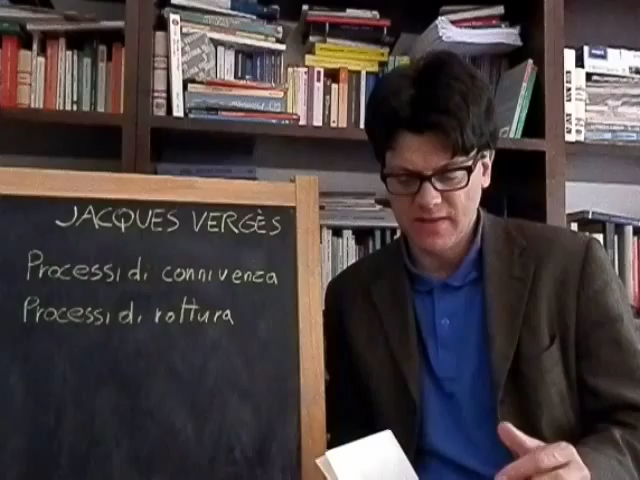 JACQUES VERGÈS
Processi di connivenza
Processi di rottura